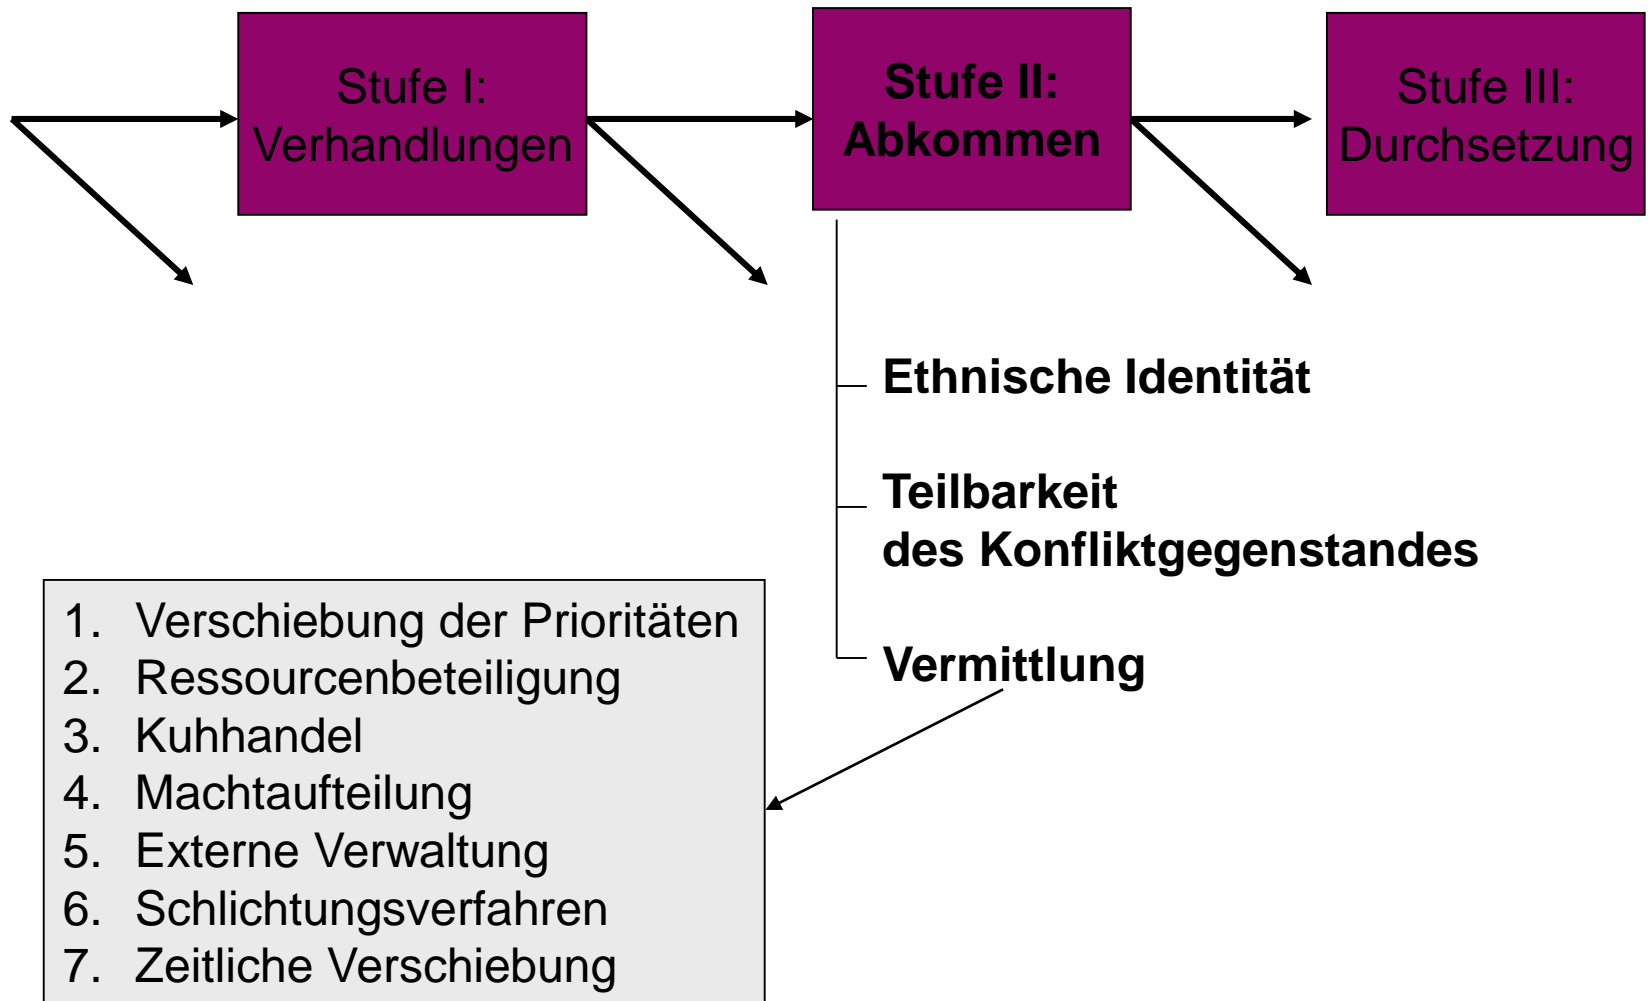 Stufe I:
Verhandlungen
Stufe II:
Abkommen
Stufe III:
Durchsetzung
Ethnische Identität
Teilbarkeit
des Konfliktgegenstandes
Vermittlung
1. Verschiebung der Prioritäten
2. Ressourcenbeteiligung
3. Kuhhandel
4. Machtaufteilung
5. Externe Verwaltung
6. Schlichtungsverfahren
7. Zeitliche Verschiebung